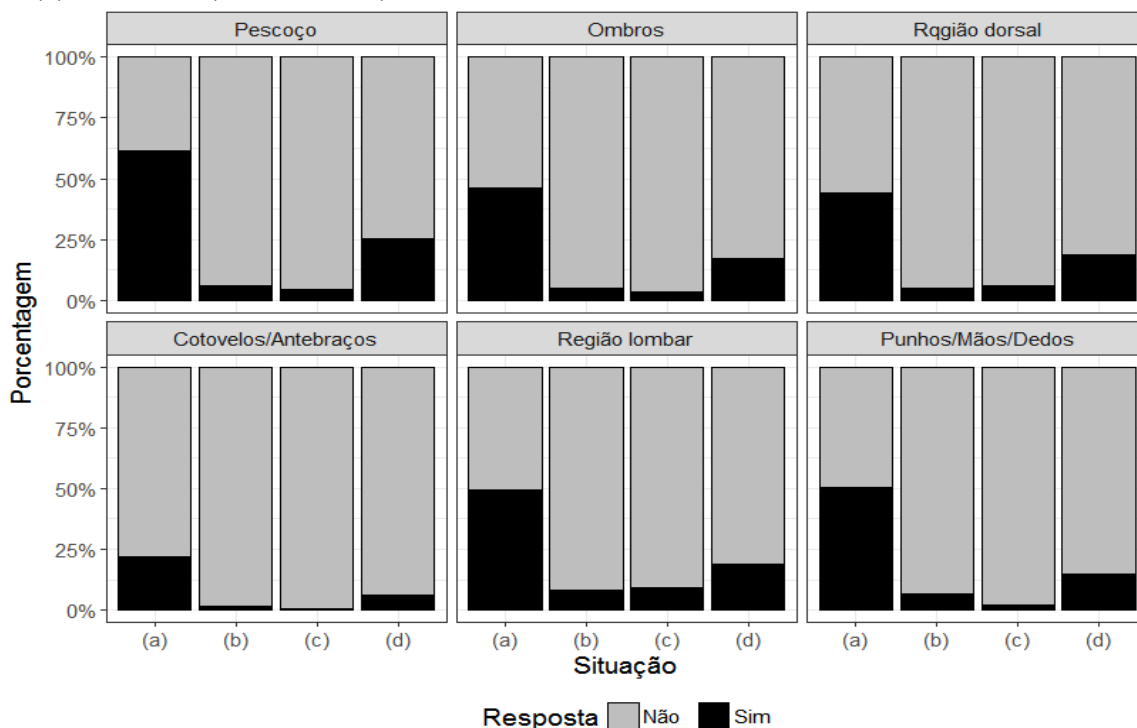 Pescoço Ombros Rqgião dorsal
100%
75%
50%
25%
0%
Cotovelos/Antebraços Região lombar Punhos/Mãos/Dedos
100%
75%
50%
25%
0%
(a) (b) (c) (d) (a) (b) (c) (d) (a) (b) (c) (d)
Porcentagem
Situação
Resposta Não Sim